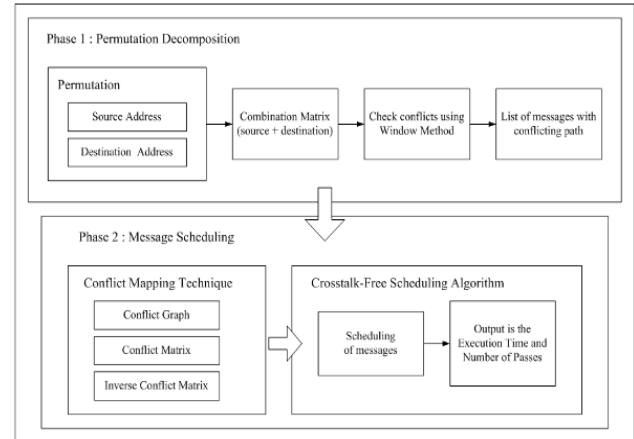 Phase 1 : Permutation Decomposition
Permutation
Source Address
Destination Address
Combination Matrix
(source + destination)
Check conflicts using
Window Method
List of messages with
conflicting path
Phase 2 : Message Scheduling
Conflict Mapping Technique
Conflict Graph
Conflict Matrix
Inverse Conflict Matrix
Crosstalk-Free Scheduling Algorithm
Scheduling
of messages
Output is the
Execution Time and
Number of Passes